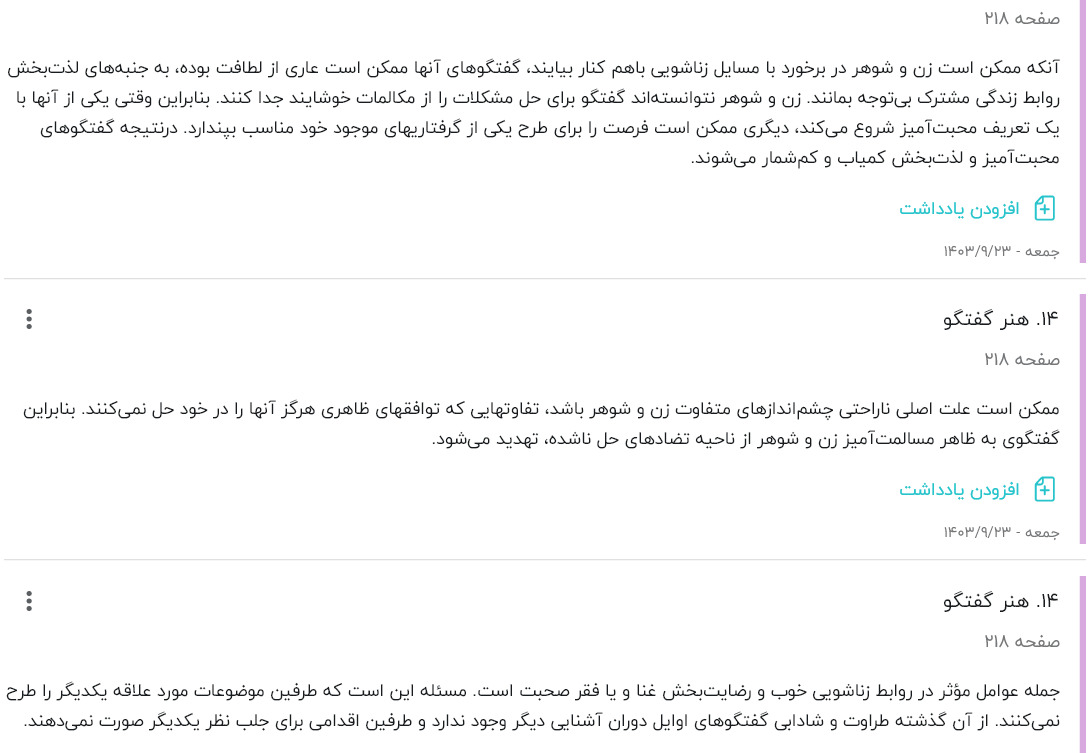 صفحه ۲۱۸
آنکه ممکن است زن و شوهر در برخورد با مسایل زناشویی باهم کنار بیایند، گفتگوهای آنها ممکن است عاری از لطافت بوده، به جنبه‌های لذت‌بخش
روابط زندگی مشترک بی‌توجه بمانند. زن و شوهر نتوانسته‌اند گفتگو برای حل مشکلات را از مکالمات خوشایند جدا کنند. بنابراین وقتی یکی از آنها با
یک تعریف محبت‌آمیز شروع می‌کند، دیگری ممکن است فرصت را برای طرح یکی از گرفتاریهای موجود خود مناسب بپندارد. درنتیجه گفتگوهای
محبت‌آمیز و لذت‌بخش کمیاب و کم‌شمار می‌شوند.
افزودن یادداشت
جمعه - ۱۴۰۳/۹/۲۳
۱۴. هنر گفتگو
صفحه ۲۱۸
ممکن است علت اصلی ناراحتی چشم‌اندازهای متفاوت زن و شوهر باشد، تفاوتهایی که توافقهای ظاهری هرگز آنها را در خود حل نمی‌کنند. بنابراین
گفتگوی به ظاهر مسالمت‌آمیز زن و شوهر از ناحیه تضادهای حل ناشده، تهدید می‌شود.
افزودن یادداشت
جمعه - ۱۴۰۳/۹/۲۳
۱۴. هنر گفتگو
صفحه ۲۱۸
جمله عوامل مؤثر در روابط زناشویی خوب و رضایت‌بخش غنا و یا فقر صحبت است. مسئله این است که طرفین موضوعات مورد علاقه یکدیگر را طرح
نمی‌کنند. از آن گذشته طراوت و شادابی گفتگوهای اوایل دوران آشنایی دیگر وجود ندارد و طرفین اقدامی برای جلب نظر یکدیگر صورت نمی‌دهند.